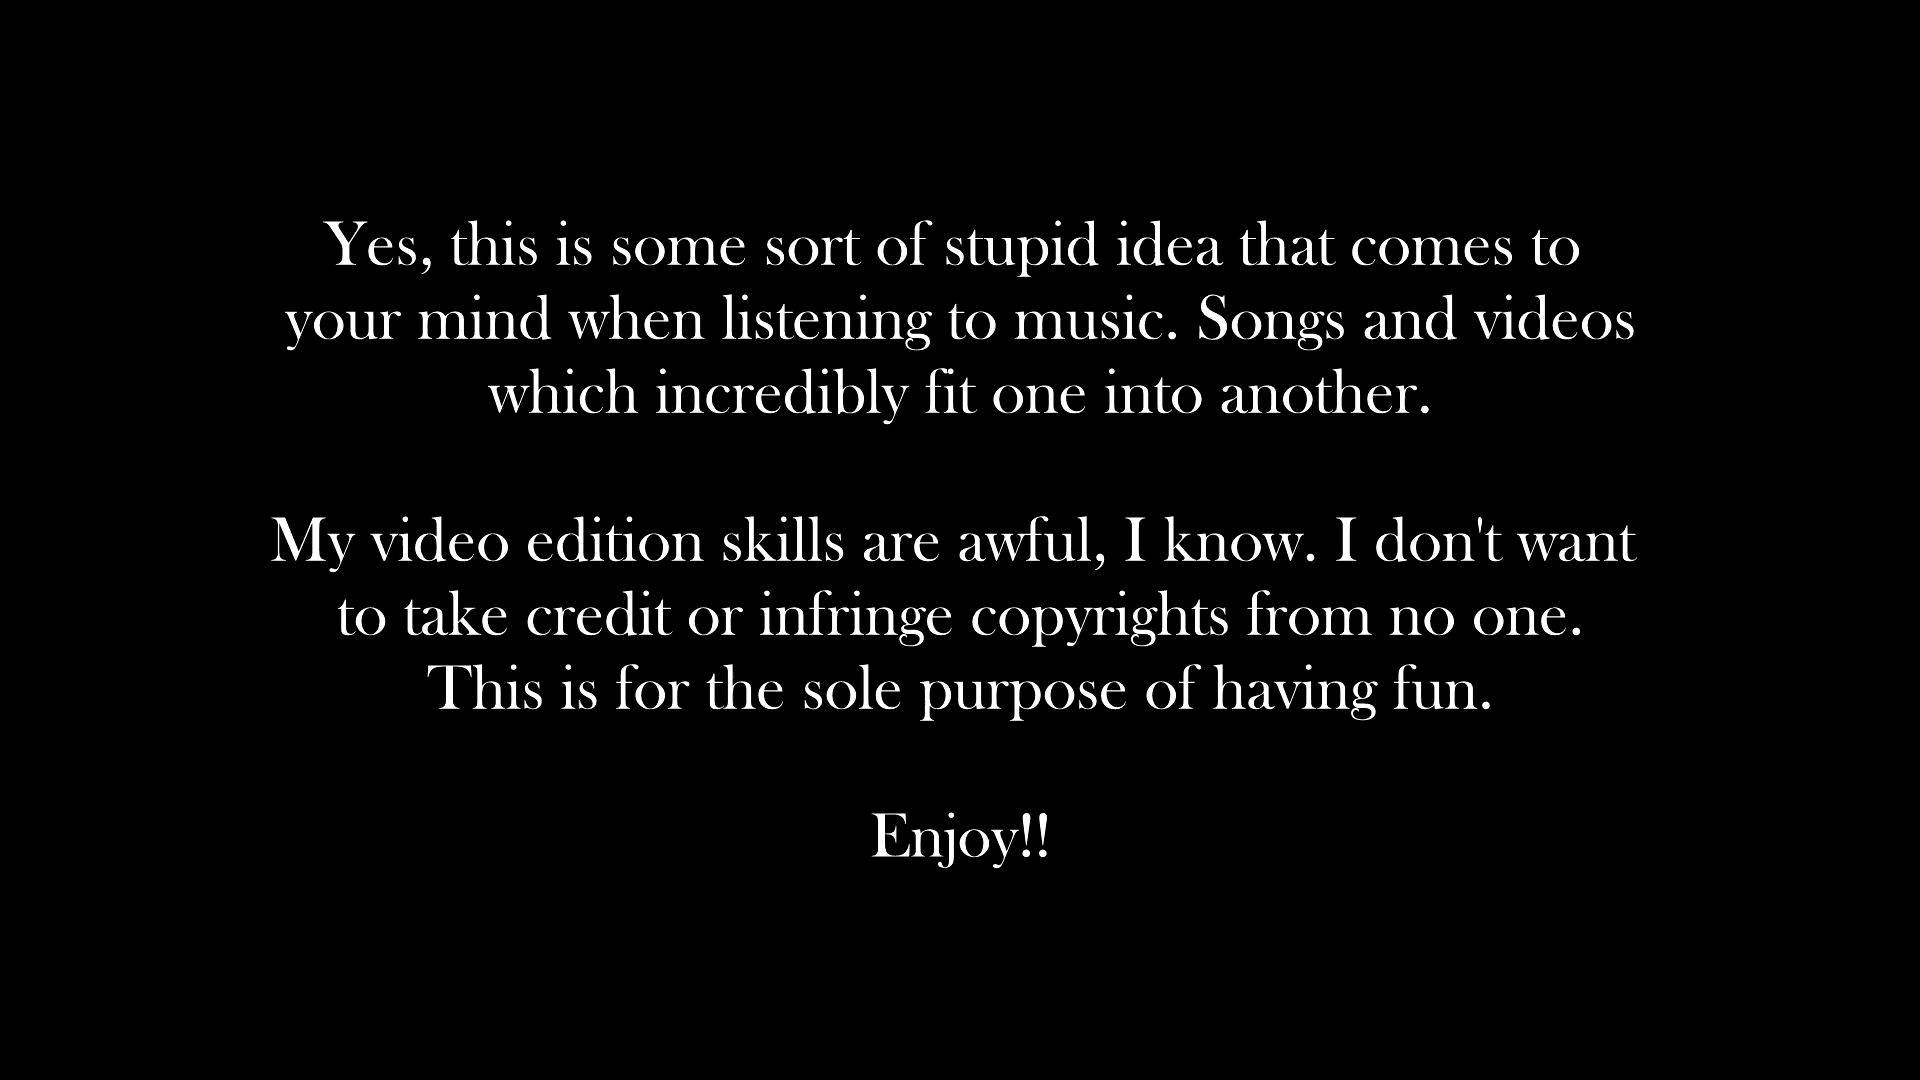 Yes, this is some sort of stupid idea that comes to
your mind when listening to music. Songs and videos
which incredibly fit one into another.
My video edition skills are awful, I know. I don't want
to take credit or infringe copyrights from no one.
This is for the sole purpose of having fun.
Enjoy!!